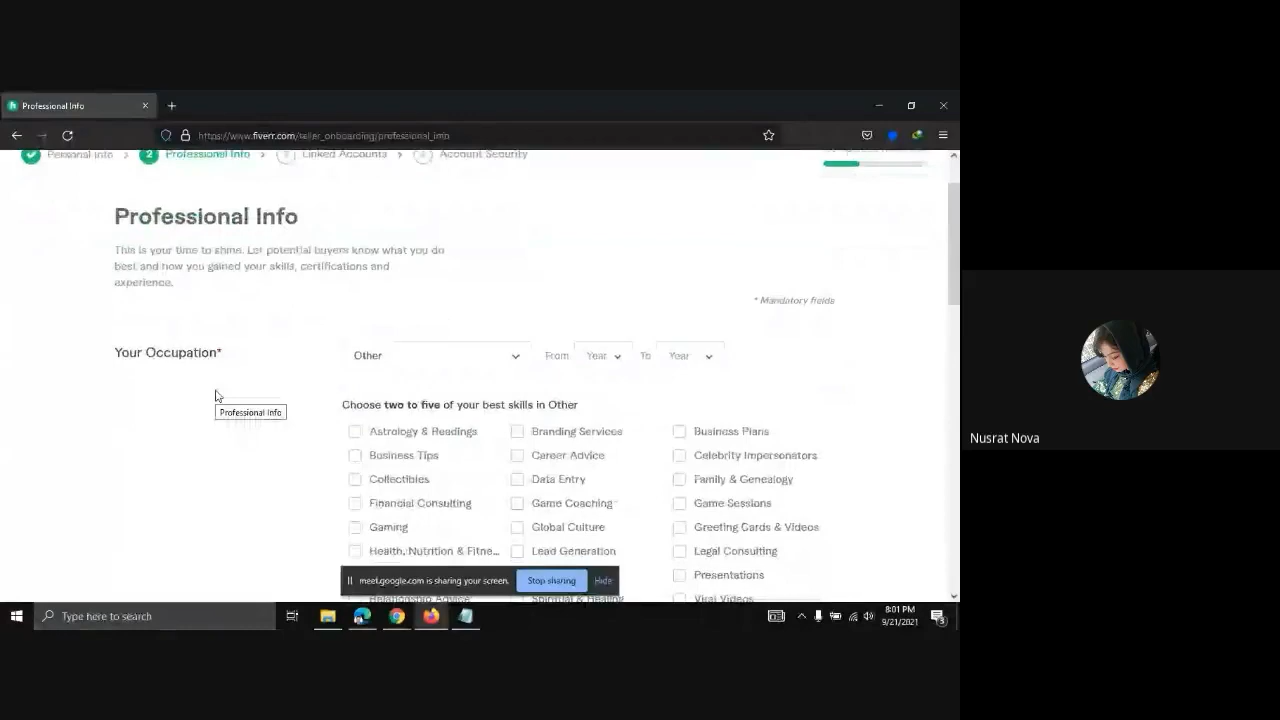 Professional Info
https://www.fiverr.com/seller_onboarding/professional_info
Personal Info 2 Professional Info Linked Accounts Account Security
Professional Info
This is your time to shine. Let potential buyers know what you do
best and how you gained your skills, certifications and
experience.
* Mandatory fields
Your Occupation* Other From Year To Year
Professional Info
Choose two to five of your best skills in Other
Astrology & Readings Branding Services Business Plans
Business Tips Career Advice Celebrity Impersonators
Collectibles Data Entry Family & Genealogy
Financial Consulting Game Coaching Game Sessions
Gaming Global Culture Greeting Cards & Videos
Health, Nutrition & Fitne... Lead Generation Legal Consulting
Presentations
meet.google.com is sharing your screen. Stop sharing Hide
Relationship Advice Spiritual & Healing Viral Videos
Type here to search
8:01 PM
9/21/2021
3
Nusrat Nova